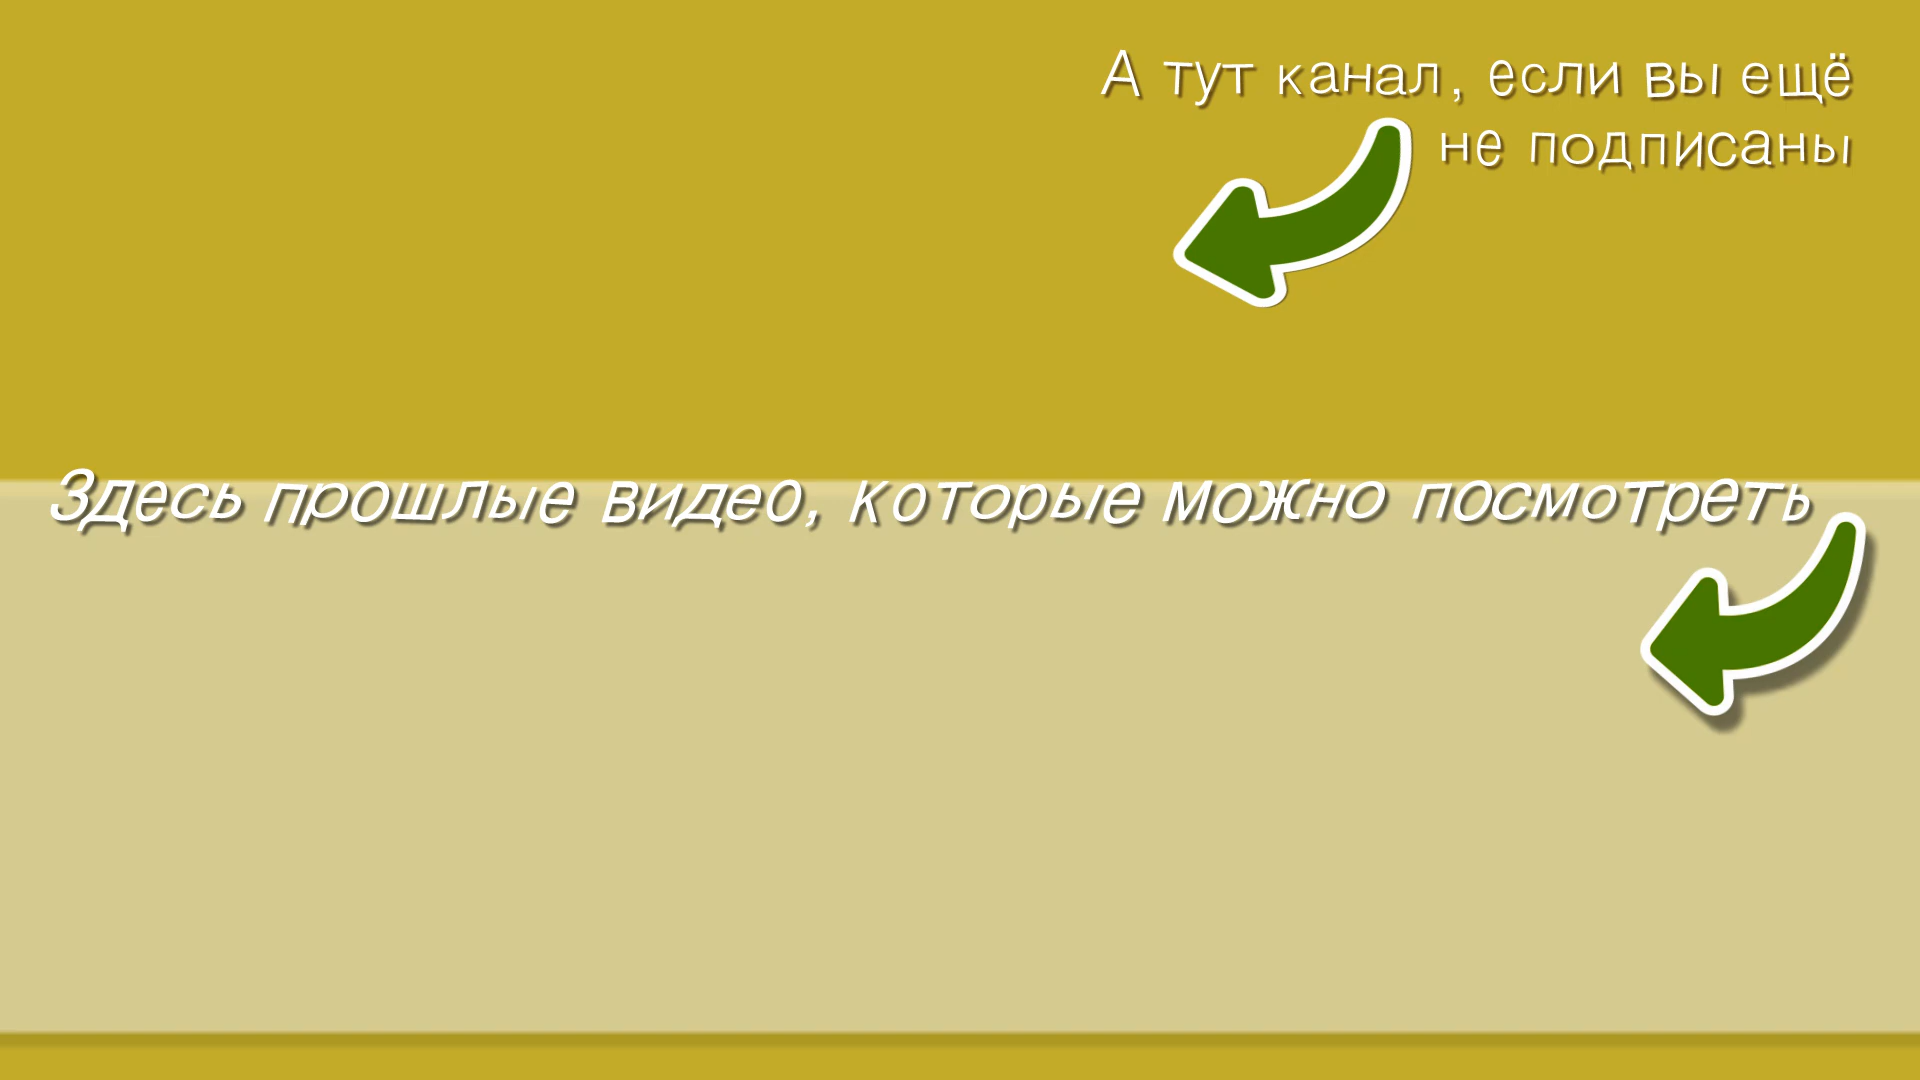 А тут канал, если вы ещё
не подписаны
Здесь прошлые видео, которые можно посмотреть